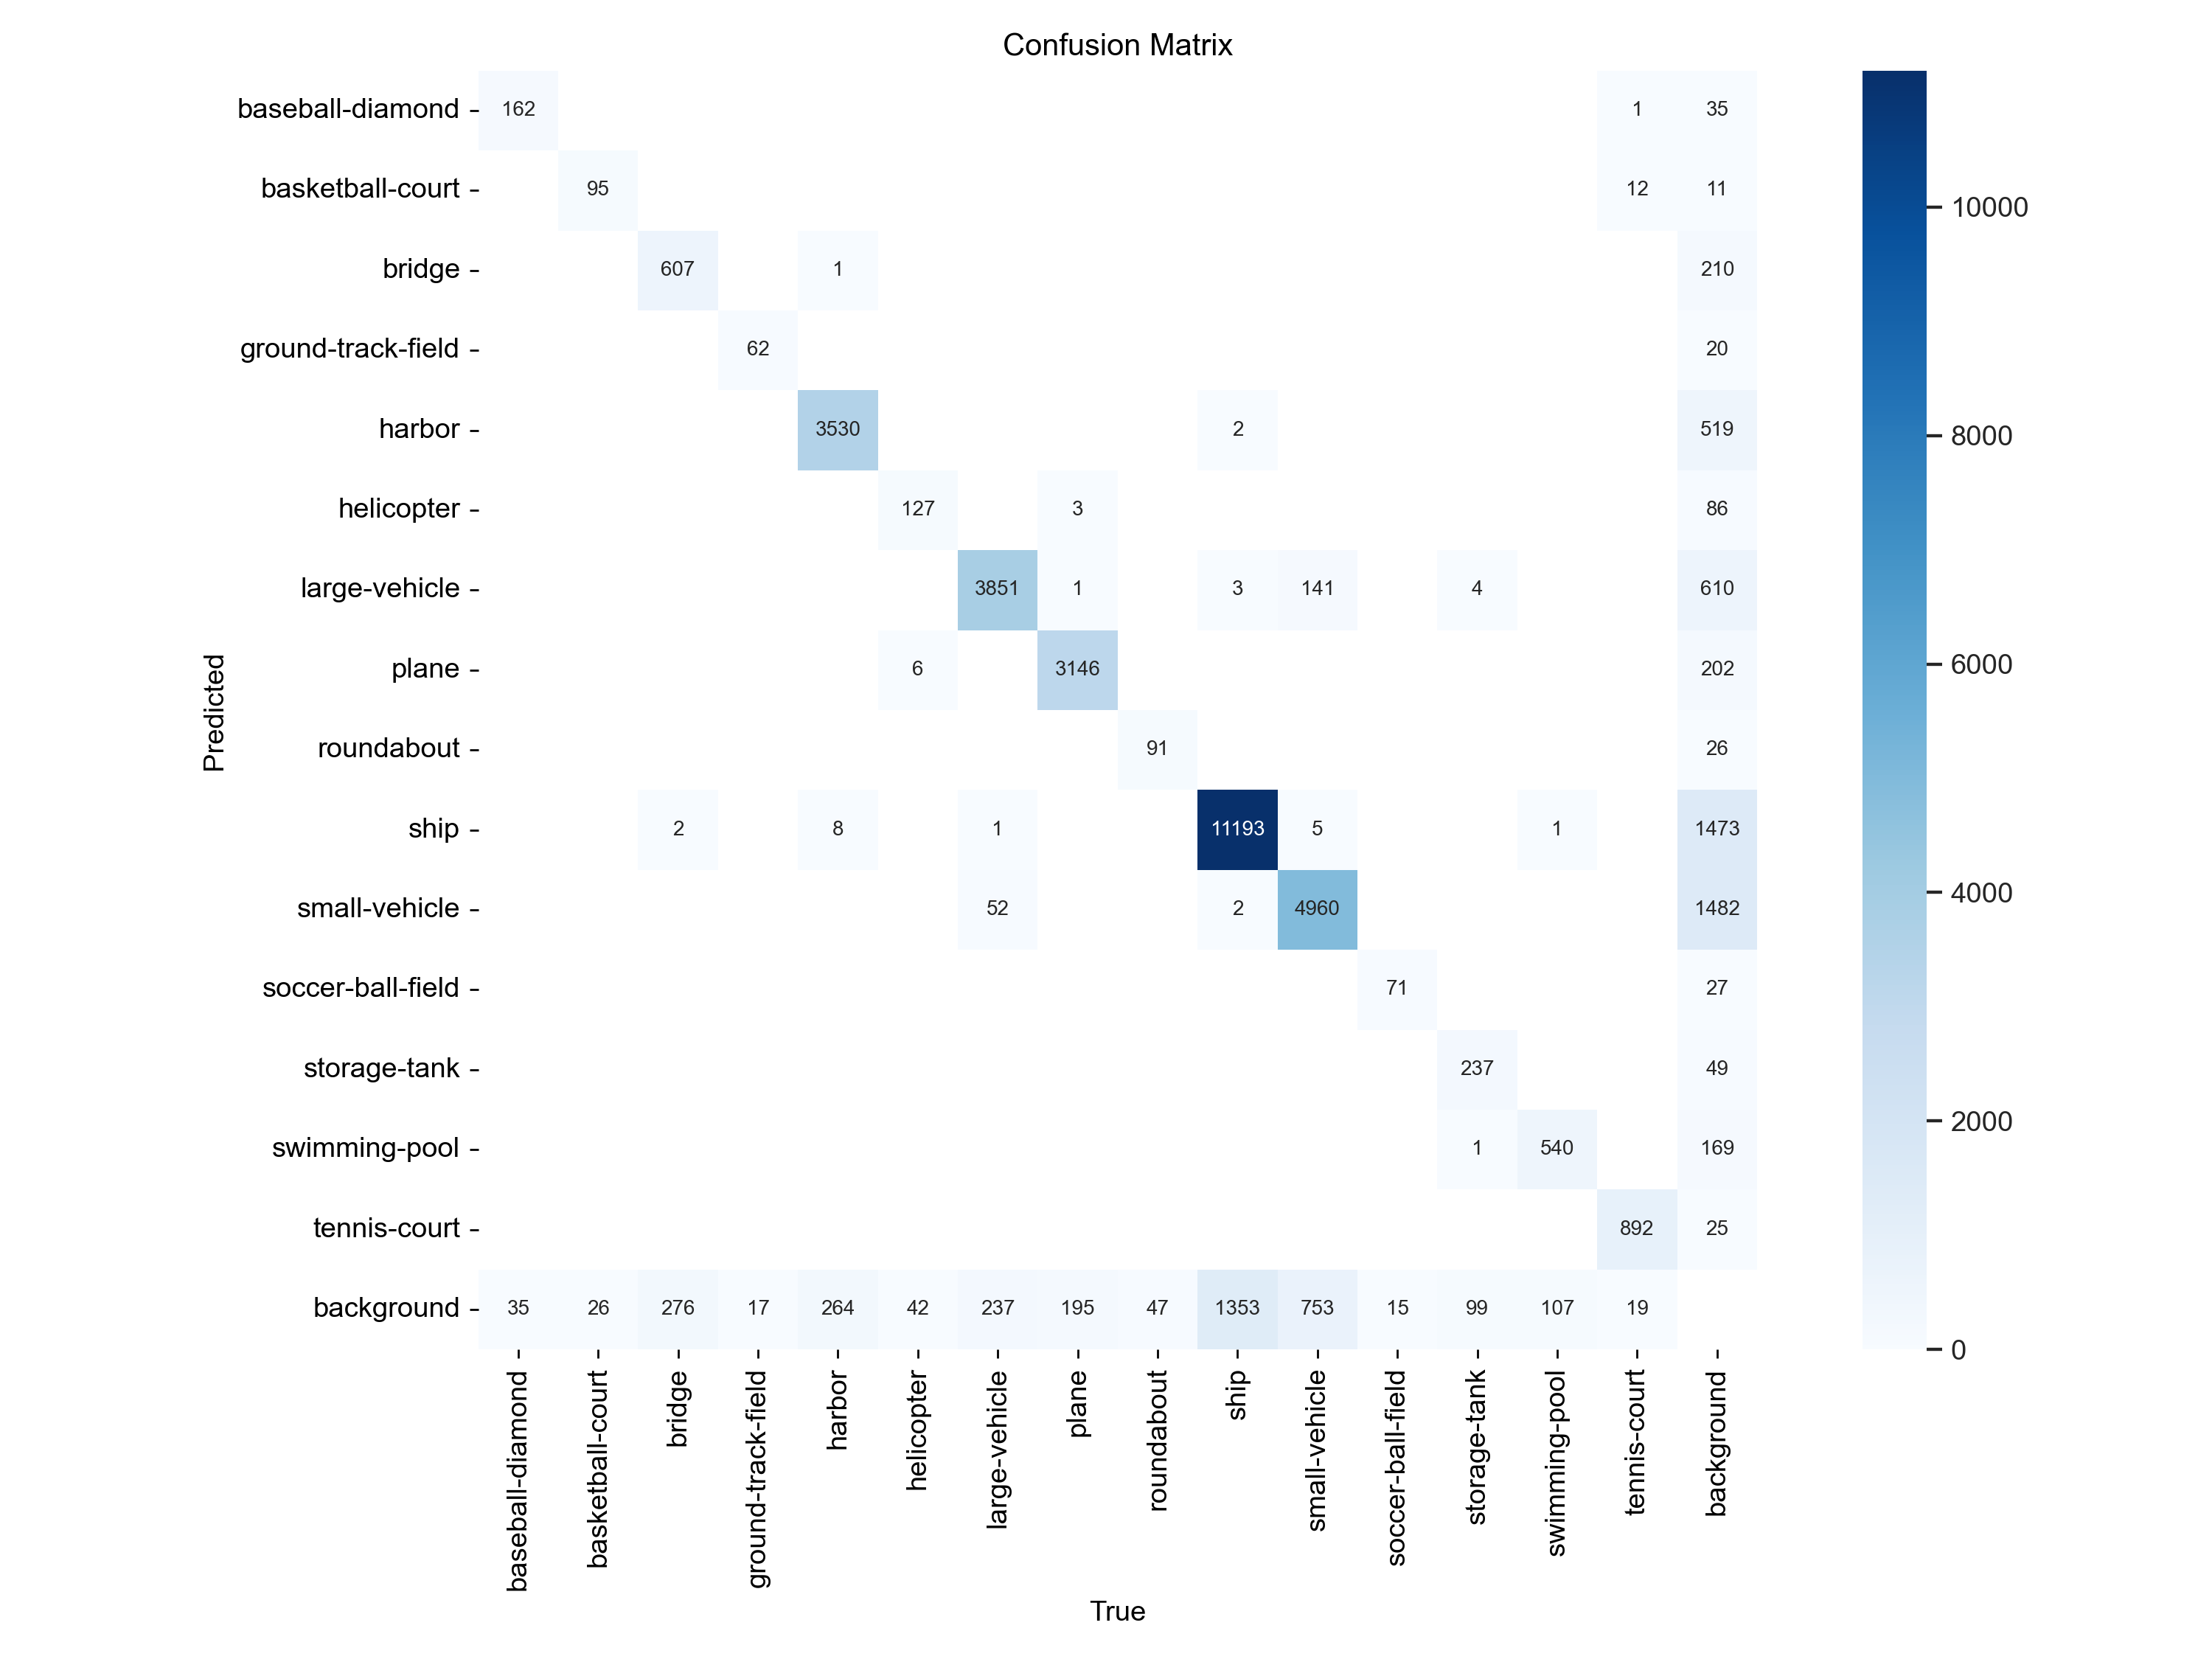 Confusion Matrix
baseball-diamond 162 1 35
basketball-court 95 12 11
bridge 607 1 210
ground-track-field 62 20
harbor 3530 2 519
helicopter 127 3 86
large-vehicle 3851 1 3 141 4 610
plane 6 3146 202
roundabout 91 26
ship 2 8 1 11193 5 1 1473
small-vehicle 52 2 4960 1482
soccer-ball-field 71 27
storage-tank 237 49
swimming-pool 1 540 169
tennis-court 892 25
background 35 26 276 17 264 42 237 195 47 1353 753 15 99 107 19
Predicted
baseball-diamond
basketball-court
bridge
ground-track-field
harbor
helicopter
large-vehicle
plane
roundabout
ship
small-vehicle
soccer-ball-field
storage-tank
swimming-pool
tennis-court
background
True
10000
8000
6000
4000
2000
0